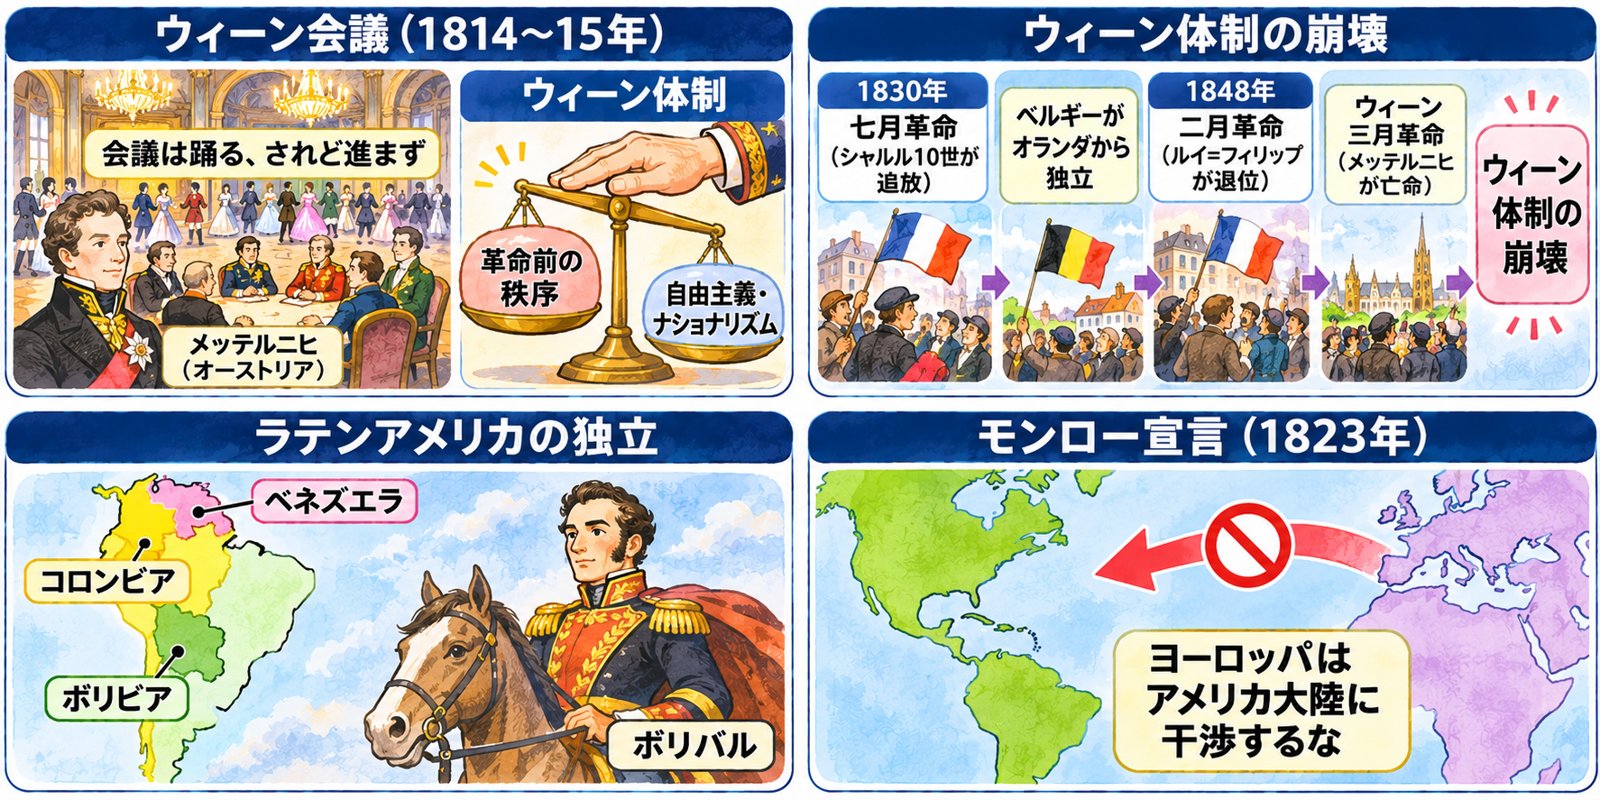 ウィーン会議（1814～15年）
会議は踊る、されど進まず
メッテルニヒ
（オーストリア）
ウィーン体制
革命前の
秩序
自由主義・
ナショナリズム
ウィーン体制の崩壊
1830年
七月革命
（シャルル10世が
追放）
ベルギーが
オランダから
独立
1848年
二月革命
（ルイ=フィリップ
が退位）
ウィーン
三月革命
（メッテルニヒ
が亡命）
ウィーン
体制の
崩壊
ラテンアメリカの独立
ベネズエラ
コロンビア
ボリビア
ボリバル
モンロー宣言（1823年）
ヨーロッパは
アメリカ大陸に
干渉するな